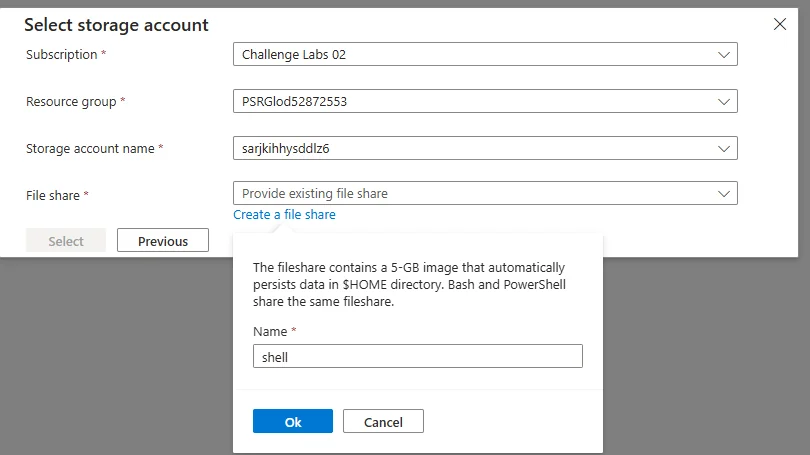 Select storage account
Subscription *
Challenge Labs 02
Resource group *
PSRGlod52872553
Storage account name *
sarjkihhysddlz6
File share *
Provide existing file share
Create a file share
Select
Previous
The fileshare contains a 5-GB image that automatically
persists data in $HOME directory. Bash and PowerShell
share the same fileshare.
Name *
shell
Ok
Cancel